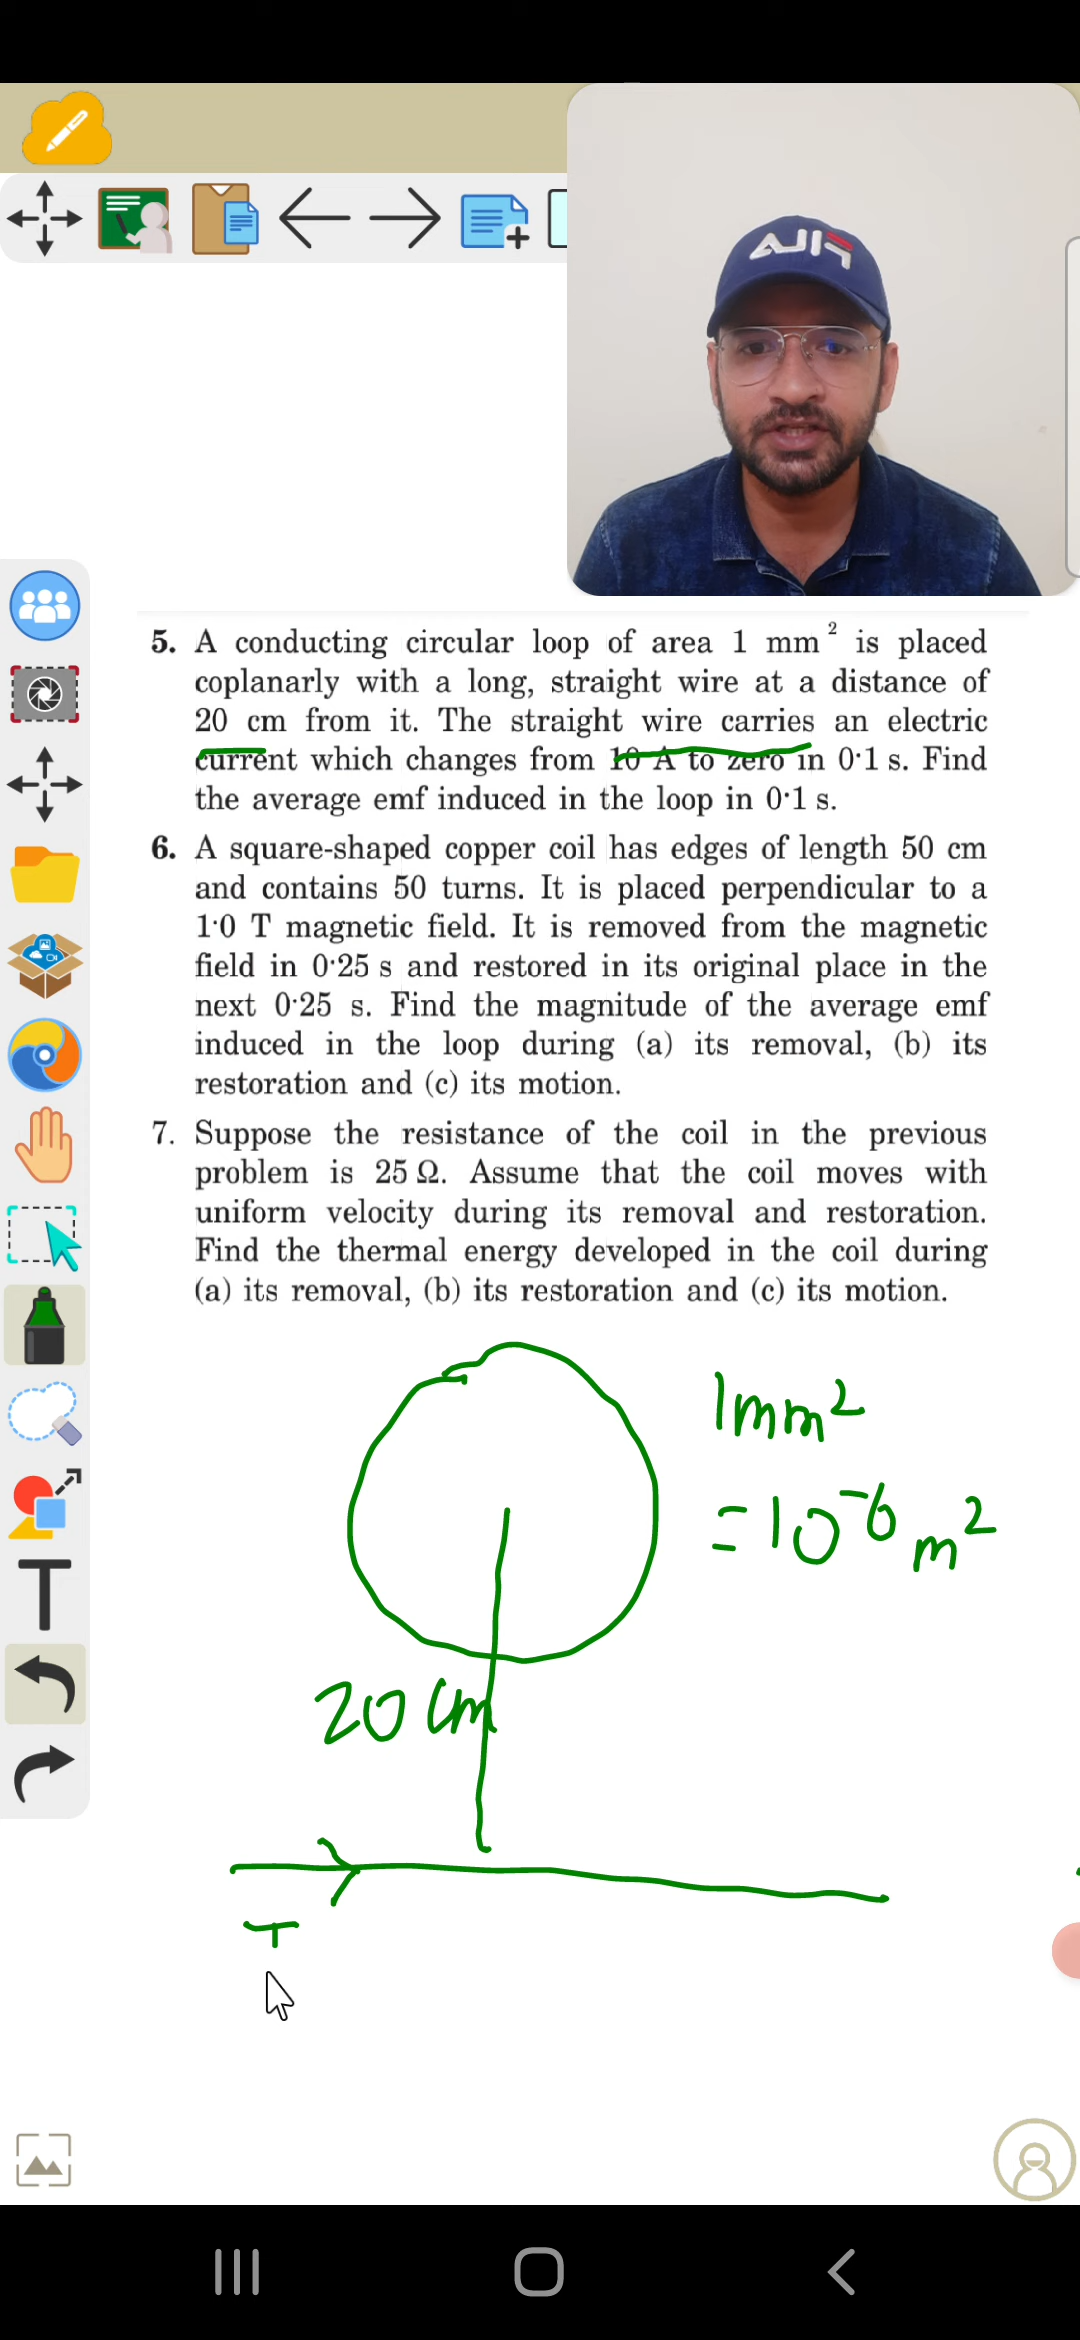 AJIR
5. A conducting circular loop of area 1 mm² is placed
coplanarly with a long, straight wire at a distance of
20 cm from it. The straight wire carries an electric
current which changes from 10 A to zero in 0·1 s. Find
the average emf induced in the loop in 0·1 s.
6. A square-shaped copper coil has edges of length 50 cm
and contains 50 turns. It is placed perpendicular to a
1·0 T magnetic field. It is removed from the magnetic
field in 0·25 s and restored in its original place in the
next 0·25 s. Find the magnitude of the average emf
induced in the loop during (a) its removal, (b) its
restoration and (c) its motion.
7. Suppose the resistance of the coil in the previous
problem is 25 Ω. Assume that the coil moves with
uniform velocity during its removal and restoration.
Find the thermal energy developed in the coil during
(a) its removal, (b) its restoration and (c) its motion.
1mm²
=10⁻⁶ m²
20 cm
T